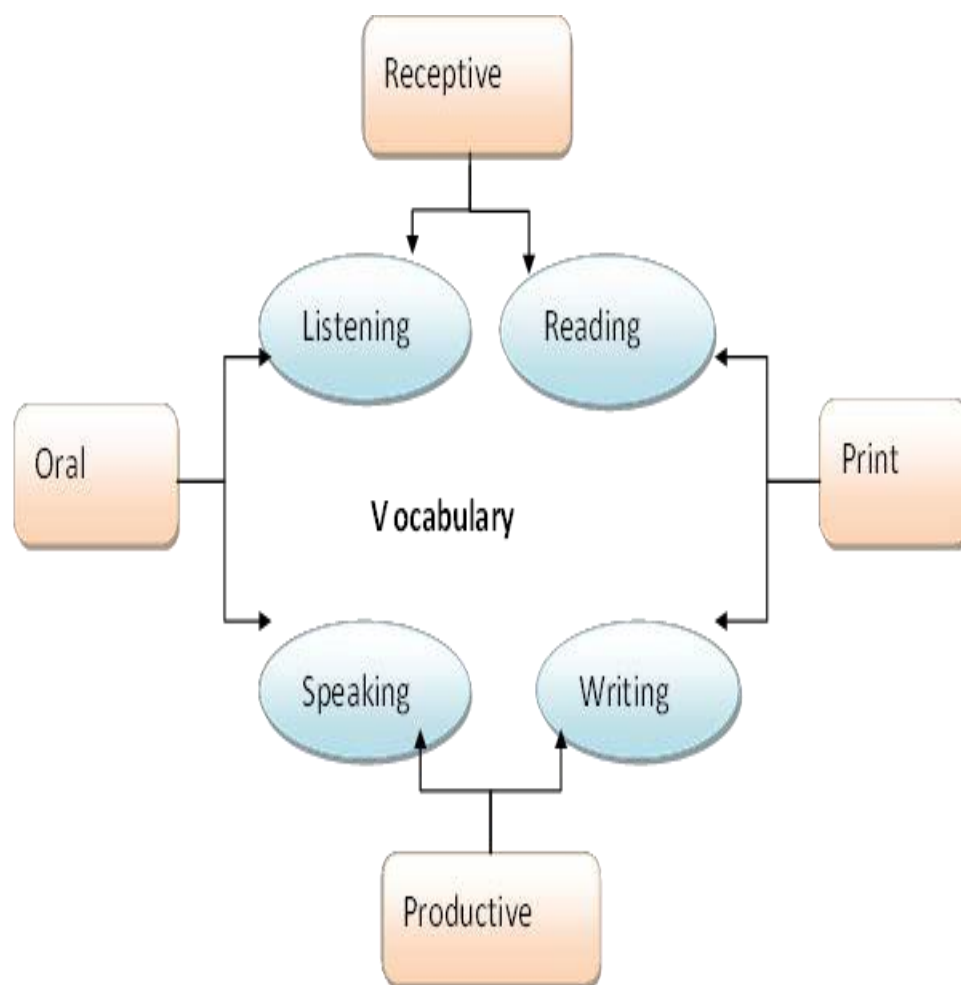 Receptive
Listening
Reading
Oral
Print
Vocabulary
Speaking
Writing
Productive